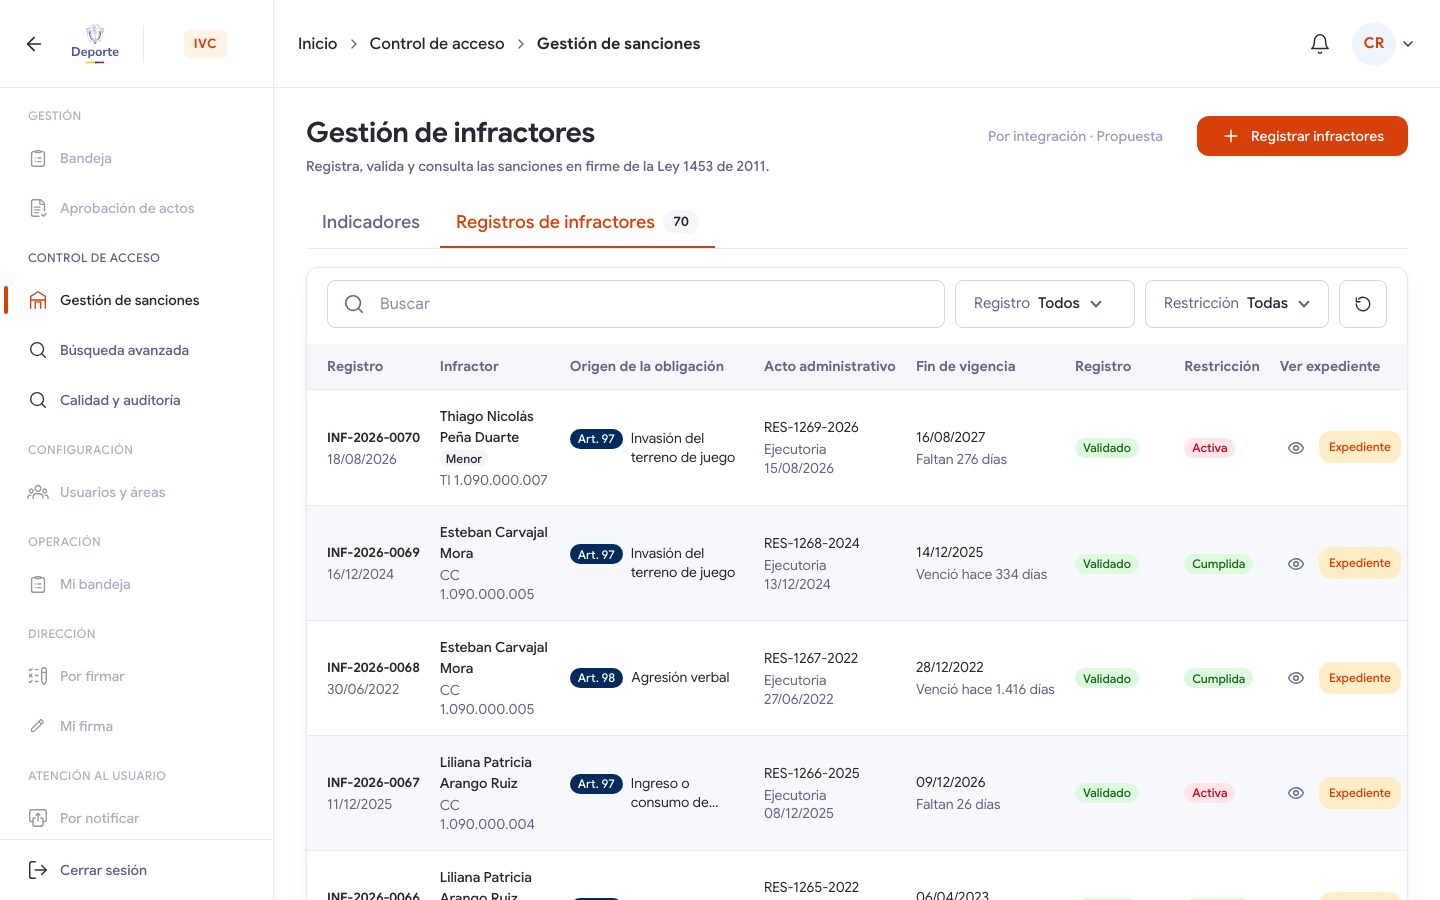 Deporte
IVC
Inicio
Control de acceso
Gestión de sanciones
CR
GESTIÓN
Bandeja
Aprobación de actos
CONTROL DE ACCESO
Gestión de sanciones
Búsqueda avanzada
Calidad y auditoría
CONFIGURACIÓN
Usuarios y áreas
OPERACIÓN
Mi bandeja
DIRECCIÓN
Por firmar
Mi firma
ATENCIÓN AL USUARIO
Por notificar
Cerrar sesión
Gestión de infractores
Registra, valida y consulta las sanciones en firme de la Ley 1453 de 2011.
Por integración · Propuesta
Registrar infractores
Indicadores
Registros de infractores 70
Buscar
Registro Todos
Restricción Todas
Registro Infractor Origen de la obligación Acto administrativo Fin de vigencia Registro Restricción Ver expediente
INF-2026-0070
18/08/2026
Thiago Nicolás
Peña Duarte
Menor
TI 1.090.000.007
Art. 97
Invasión del
terreno de juego
RES-1269-2026
Ejecutoria
15/08/2026
16/08/2027
Faltan 276 días
Validado
Activa
Expediente
INF-2026-0069
16/12/2024
Esteban Carvajal
Mora
CC
1.090.000.005
Art. 97
Invasión del
terreno de juego
RES-1268-2024
Ejecutoria
13/12/2024
14/12/2025
Venció hace 334 días
Validado
Cumplida
Expediente
INF-2026-0068
30/06/2022
Esteban Carvajal
Mora
CC
1.090.000.005
Art. 98
Agresión verbal
RES-1267-2022
Ejecutoria
27/06/2022
28/12/2022
Venció hace 1.416 días
Validado
Cumplida
Expediente
INF-2026-0067
11/12/2025
Liliana Patricia
Arango Ruiz
CC
1.090.000.004
Art. 97
Ingreso o
consumo de...
RES-1266-2025
Ejecutoria
08/12/2025
09/12/2026
Faltan 26 días
Validado
Activa
Expediente
INF-2026-0066
Liliana Patricia
Arango Ruiz
RES-1265-2022
06/04/2023